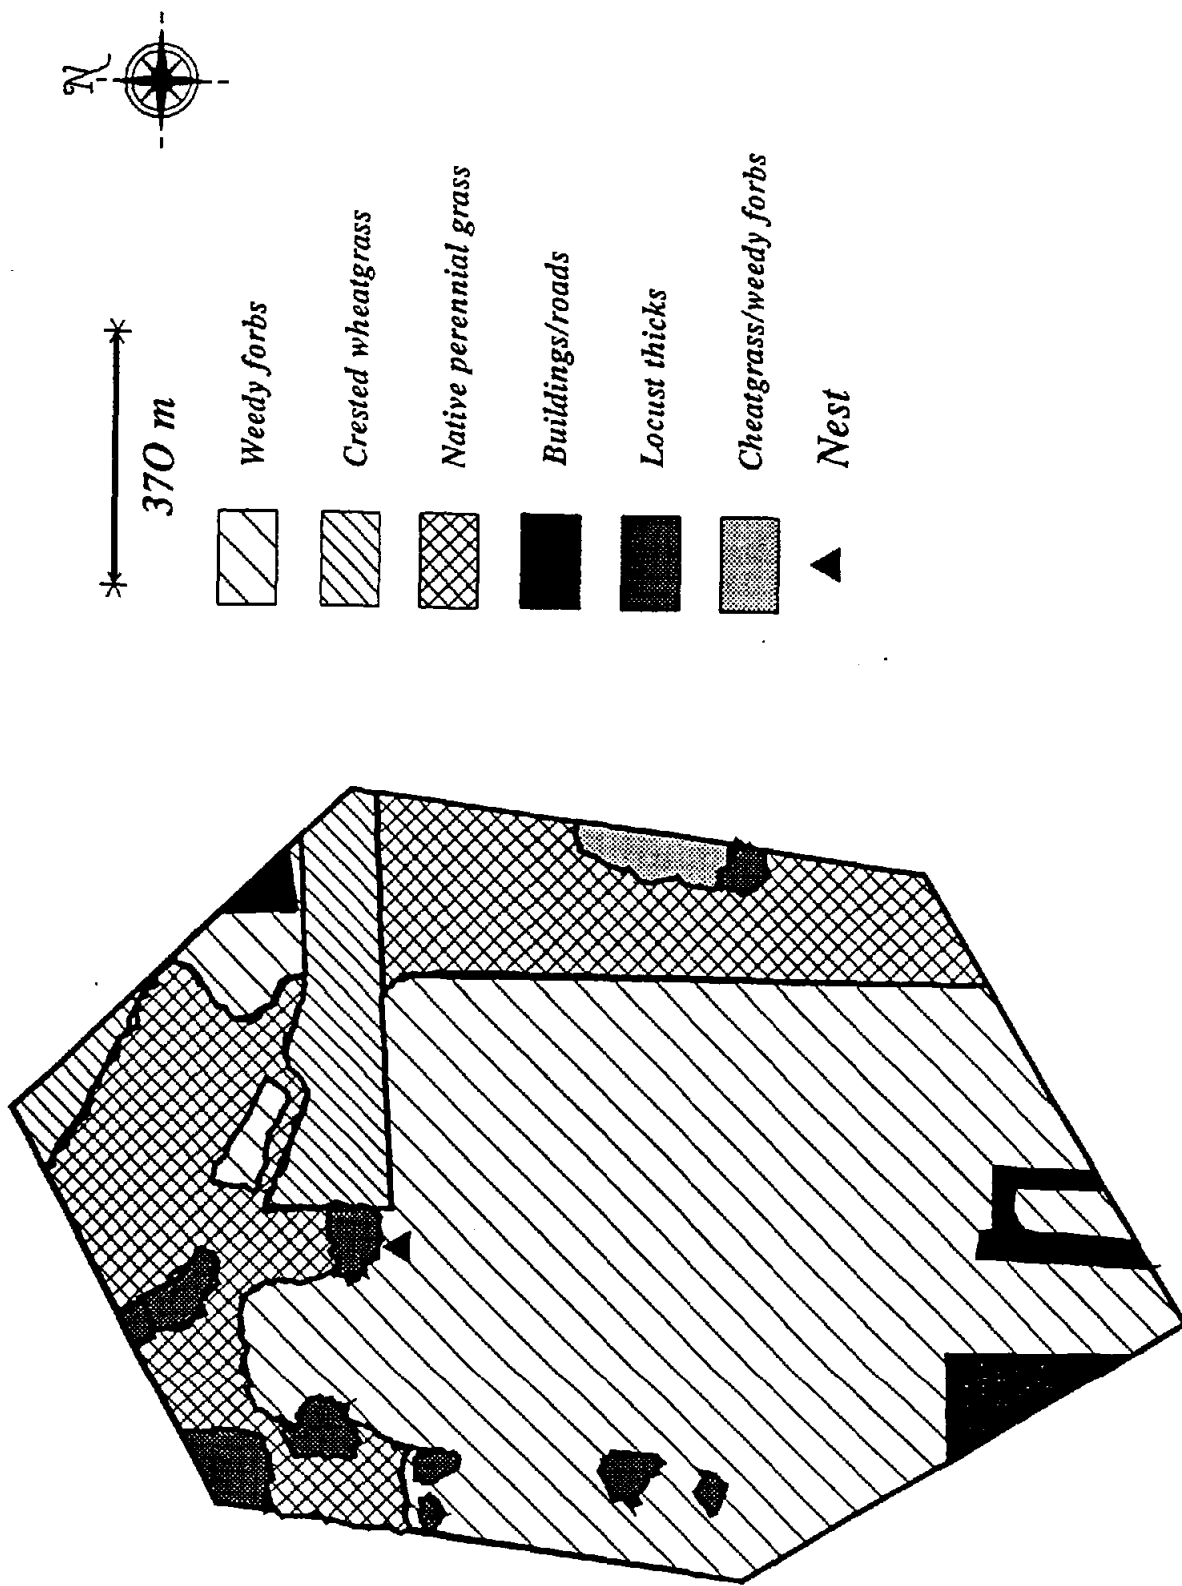 N
370 m
Weedy forbs
Crested wheatgrass
Native perennial grass
Buildings/roads
Locust thicks
Cheatgrass/weedy forbs
Nest